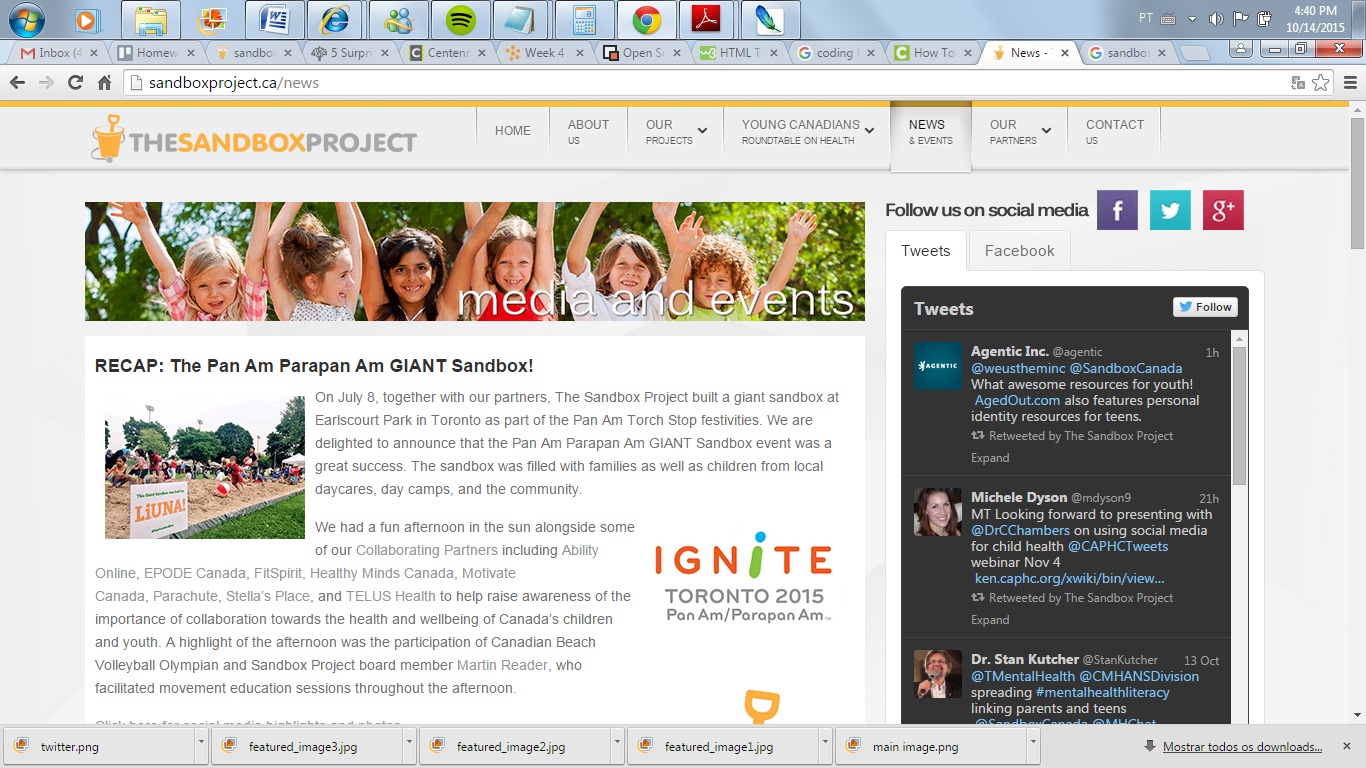 PT
4:40 PM
10/14/2015
Inbox (4
Homew
sandbo
5 Surpri
Centenn
Week 4
Open So
HTML T
coding
How To
News -
sandbo
sandboxproject.ca/news
THESANDBOXPROJECT
HOME
ABOUT
US
OUR
PROJECTS
YOUNG CANADIANS
ROUNDTABLE ON HEALTH
NEWS
& EVENTS
OUR
PARTNERS
CONTACT
US
media and events
RECAP: The Pan Am Parapan Am GIANT Sandbox!
On July 8, together with our partners, The Sandbox Project built a giant sandbox at
Earlscourt Park in Toronto as part of the Pan Am Torch Stop festivities. We are
delighted to announce that the Pan Am Parapan Am GIANT Sandbox event was a
great success. The sandbox was filled with families as well as children from local
daycares, day camps, and the community.
LiUNA!
We had a fun afternoon in the sun alongside some
of our Collaborating Partners including Ability
Online, EPODE Canada, FitSpirit, Healthy Minds Canada, Motivate
Canada, Parachute, Stella's Place, and TELUS Health to help raise awareness of the
importance of collaboration towards the health and wellbeing of Canada's children
and youth. A highlight of the afternoon was the participation of Canadian Beach
Volleyball Olympian and Sandbox Project board member Martin Reader, who
facilitated movement education sessions throughout the afternoon.
Click here for social media highlights and photos
IGNiTE
TORONTO 2015
Pan Am/Parapan Am™
Follow us on social media
f
g+
Tweets
Facebook
Tweets
Follow
AGENTIC
Agentic Inc. @agentic 1h
@weustheminc @SandboxCanada
What awesome resources for youth!
AgedOut.com also features personal
identity resources for teens.
Retweeted by The Sandbox Project
Expand
Michele Dyson @mdyson9 21h
MT Looking forward to presenting with
@DrCChambers on using social media
for child health @CAPHCTweets
webinar Nov 4
ken.caphc.org/xwiki/bin/view...
Retweeted by The Sandbox Project
Expand
Dr. Stan Kutcher @StanKutcher 13 Oct
@TMentalHealth @CMHANSDivision
spreading #mentalhealthliteracy
linking parents and teens
@SandboxCanada @MHChat
twitter.png
featured_image3.jpg
featured_image2.jpg
featured_image1.jpg
main image.png
Mostrar todos os downloads...